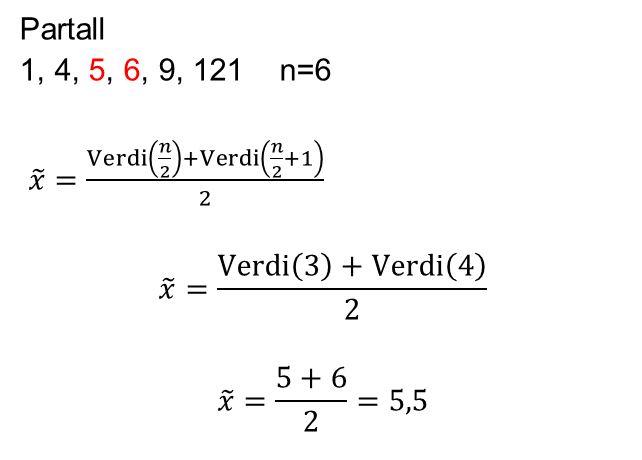 Partall
1, 4, 5, 6, 9, 121 n=6
x̃ = (Verdi(n/2)+Verdi(n/2+1))/2
x̃ = (Verdi(3) + Verdi(4))/2
x̃ = (5 + 6)/2 = 5,5